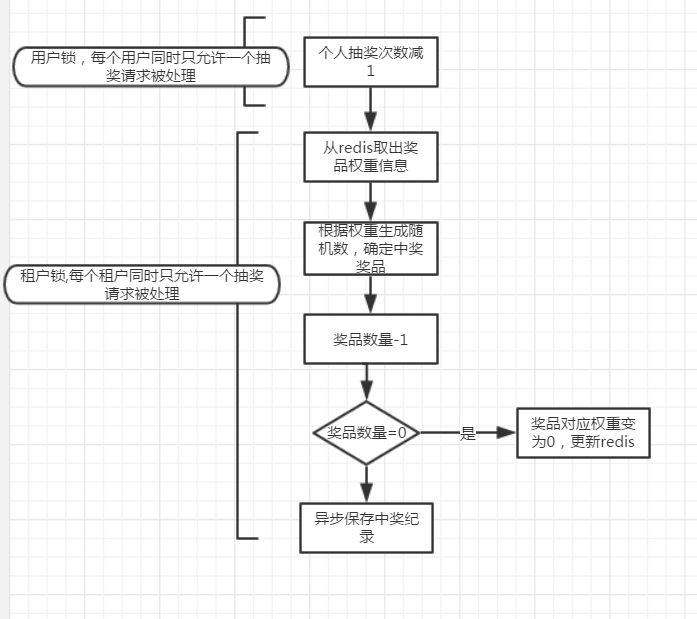 用户锁，每个用户同时只允许一个抽
奖请求被处理
个人抽奖次数减
1
从redis取出奖
品权重信息
根据权重生成随
机数，确定中奖
奖品
租户锁,每个租户同时只允许一个抽奖
请求被处理
奖品数量-1
奖品数量=0
是
奖品对应权重变
为0，更新redis
异步保存中奖纪
录